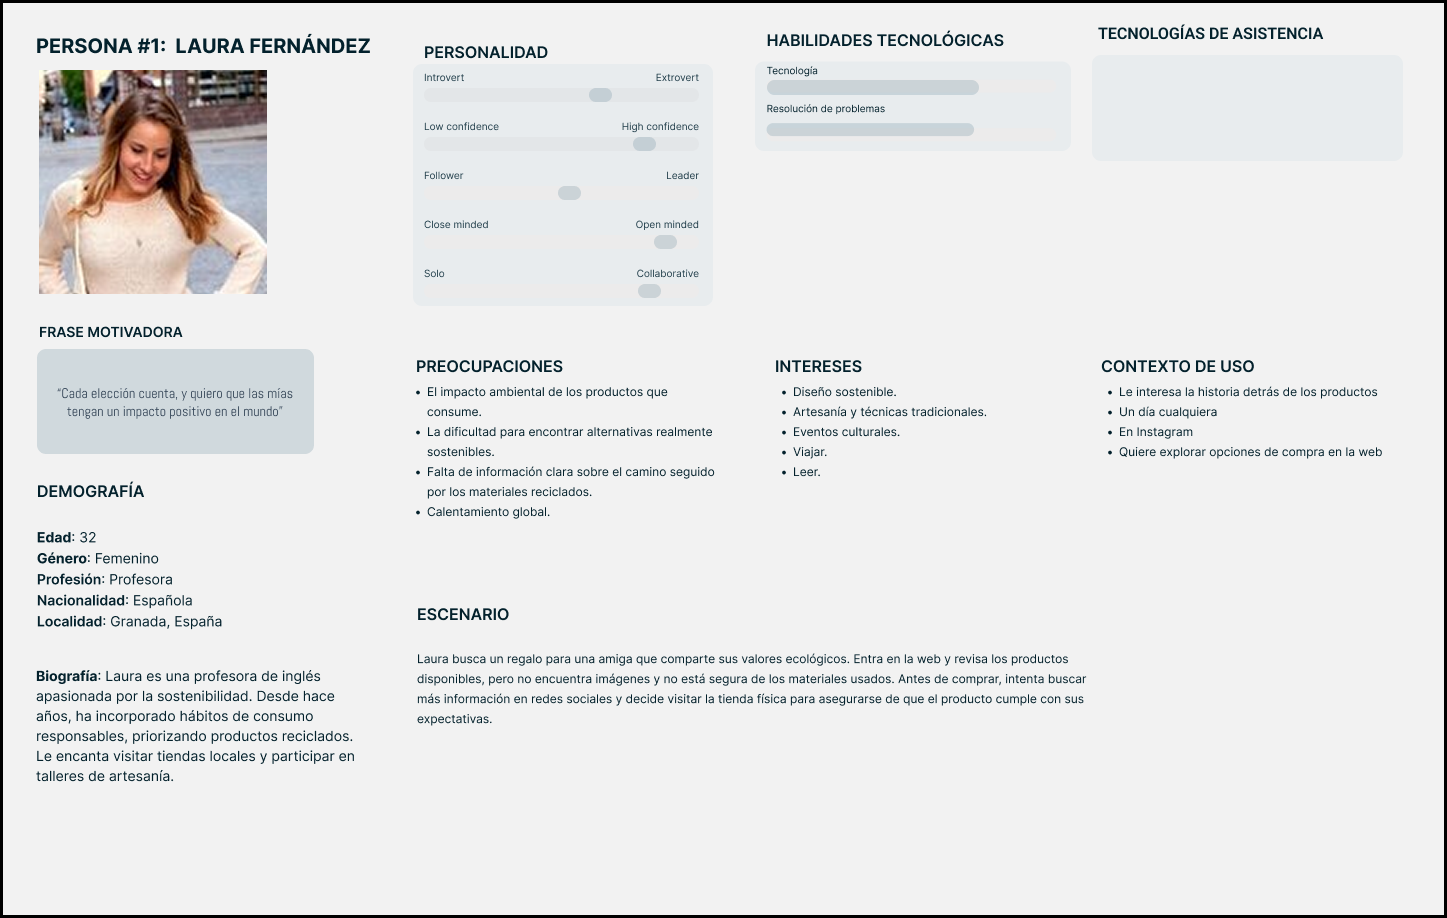 PERSONA #1: LAURA FERNÁNDEZ
FRASE MOTIVADORA
“Cada elección cuenta, y quiero que las mías
tengan un impacto positivo en el mundo”
DEMOGRAFÍA
Edad: 32
Género: Femenino
Profesión: Profesora
Nacionalidad: Española
Localidad: Granada, España
Biografía: Laura es una profesora de inglés
apasionada por la sostenibilidad. Desde hace
años, ha incorporado hábitos de consumo
responsables, priorizando productos reciclados.
Le encanta visitar tiendas locales y participar en
talleres de artesanía.
PERSONALIDAD
Introvert Extrovert
Low confidence High confidence
Follower Leader
Close minded Open minded
Solo Collaborative
HABILIDADES TECNOLÓGICAS
Tecnología
Resolución de problemas
TECNOLOGÍAS DE ASISTENCIA
PREOCUPACIONES
• El impacto ambiental de los productos que
consume.
• La dificultad para encontrar alternativas realmente
sostenibles.
• Falta de información clara sobre el camino seguido
por los materiales reciclados.
• Calentamiento global.
INTERESES
• Diseño sostenible.
• Artesanía y técnicas tradicionales.
• Eventos culturales.
• Viajar.
• Leer.
CONTEXTO DE USO
• Le interesa la historia detrás de los productos
• Un día cualquiera
• En Instagram
• Quiere explorar opciones de compra en la web
ESCENARIO
Laura busca un regalo para una amiga que comparte sus valores ecológicos. Entra en la web y revisa los productos
disponibles, pero no encuentra imágenes y no está segura de los materiales usados. Antes de comprar, intenta buscar
más información en redes sociales y decide visitar la tienda física para asegurarse de que el producto cumple con sus
expectativas.